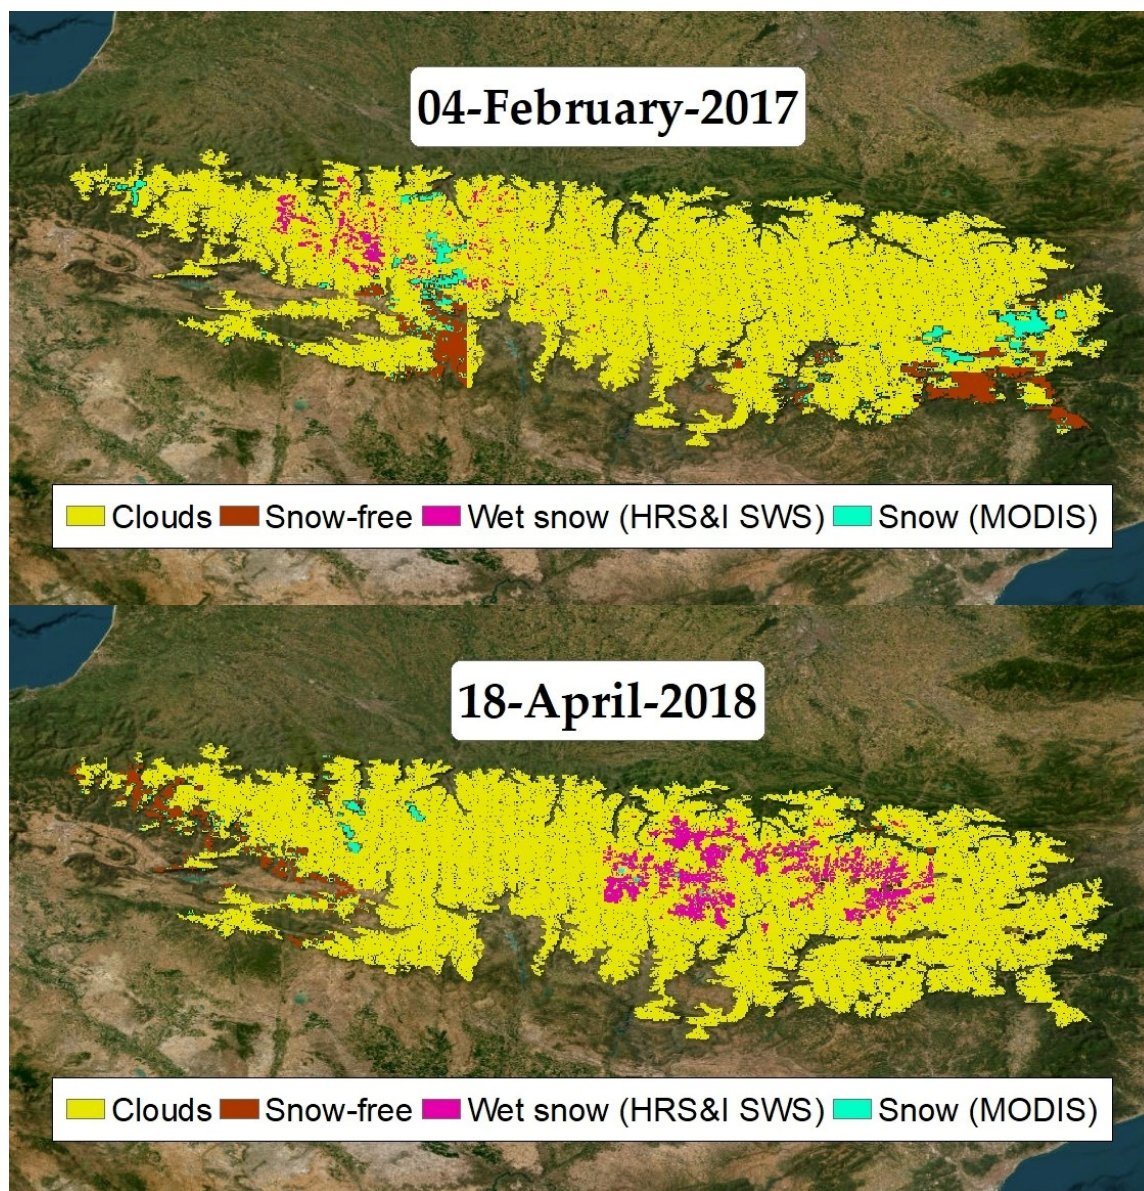 04-February-2017
Clouds Snow-free Wet snow (HRS&I SWS) Snow (MODIS)
18-April-2018
Clouds Snow-free Wet snow (HRS&I SWS) Snow (MODIS)